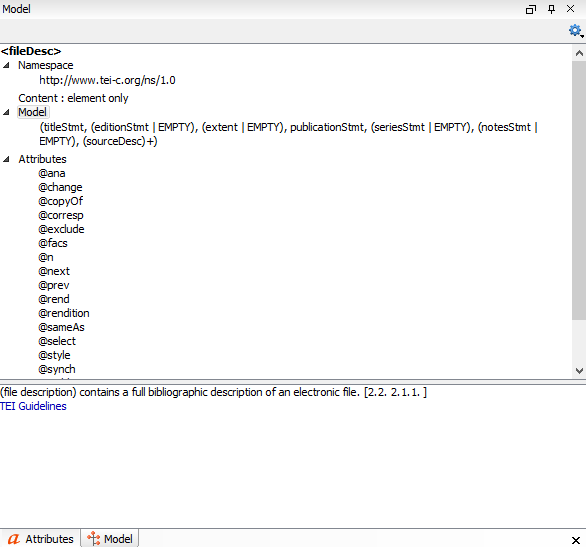 Model
<fileDesc>
Namespace
http://www.tei-c.org/ns/1.0
Content : element only
Model
(titleStmt, (editionStmt | EMPTY), (extent | EMPTY), publicationStmt, (seriesStmt | EMPTY), (notesStmt |
EMPTY), (sourceDesc)+)
Attributes
@ana
@change
@copyOf
@corresp
@exclude
@facs
@n
@next
@prev
@rend
@rendition
@sameAs
@select
@style
@synch
(file description) contains a full bibliographic description of an electronic file. [2.2. 2.1.1. ]
TEI Guidelines
a Attributes Model